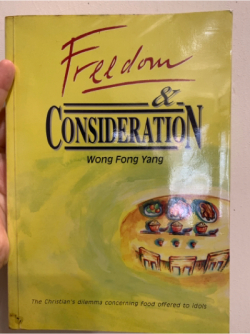 Freedom
&
CONSIDERATION
Wong Fong Yang
The Christian's dilemma concerning Food offered to idols